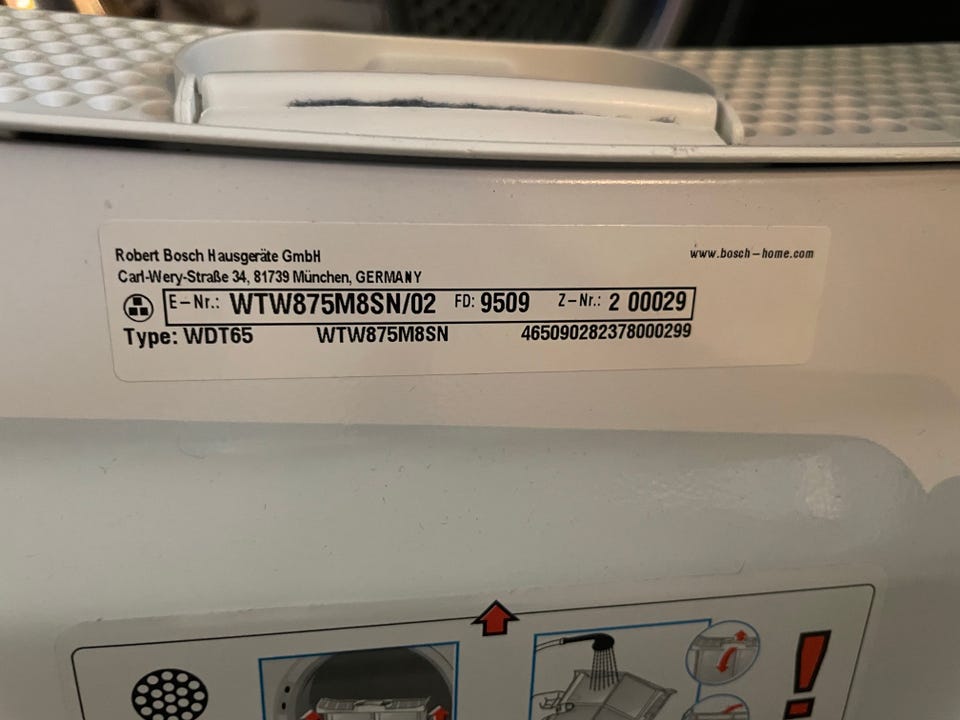 Robert Bosch Hausgeräte GmbH
www.bosch-home.com
Carl-Wery-Straße 34, 81739 München, GERMANY
E-Nr.: WTW875M8SN/02 FD: 9509 Z-Nr.: 2 00029
Type: WDT65 WTW875M8SN 465090282378000299